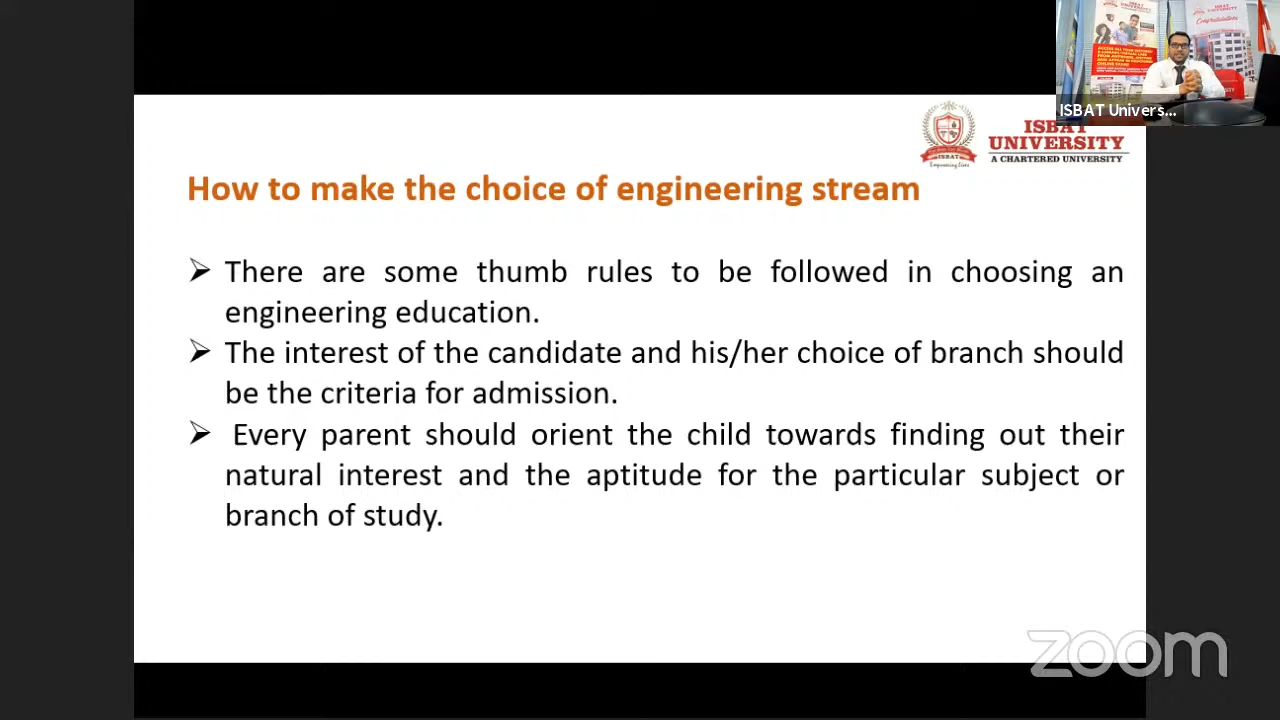 ISBAT Univers...
ISBAT
UNIVERSITY
A CHARTERED UNIVERSITY
ISBAT
Empowering Lives
How to make the choice of engineering stream
There are some thumb rules to be followed in choosing an
engineering education.
The interest of the candidate and his/her choice of branch should
be the criteria for admission.
Every parent should orient the child towards finding out their
natural interest and the aptitude for the particular subject or
branch of study.
zoom